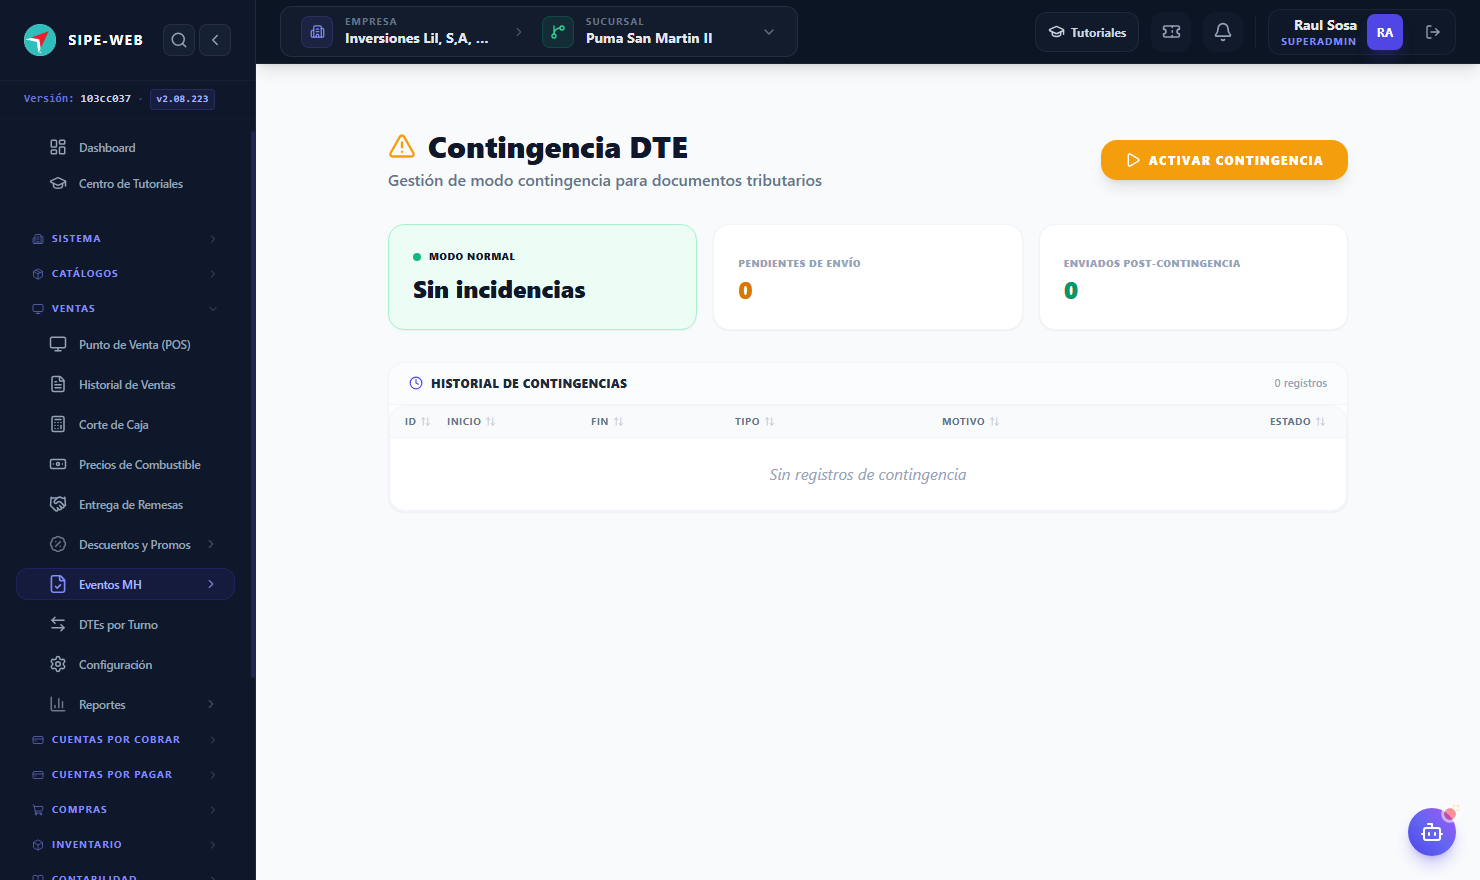 SIPE-WEB
Versión: 103cc037 · v2.08.223
Dashboard
Centro de Tutoriales
SISTEMA
CATÁLOGOS
VENTAS
Punto de Venta (POS)
Historial de Ventas
Corte de Caja
Precios de Combustible
Entrega de Remesas
Descuentos y Promos
Eventos MH
DTEs por Turno
Configuración
Reportes
CUENTAS POR COBRAR
CUENTAS POR PAGAR
COMPRAS
INVENTARIO
CONTABILIDAD
EMPRESA
Inversiones Lil, S,A, ...
SUCURSAL
Puma San Martin II
Tutoriales
Raul Sosa
SUPERADMIN
RA
Contingencia DTE
Gestión de modo contingencia para documentos tributarios
ACTIVAR CONTINGENCIA
MODO NORMAL
Sin incidencias
PENDIENTES DE ENVÍO
0
ENVIADOS POST-CONTINGENCIA
0
HISTORIAL DE CONTINGENCIAS
0 registros
ID INICIO FIN TIPO MOTIVO ESTADO
Sin registros de contingencia